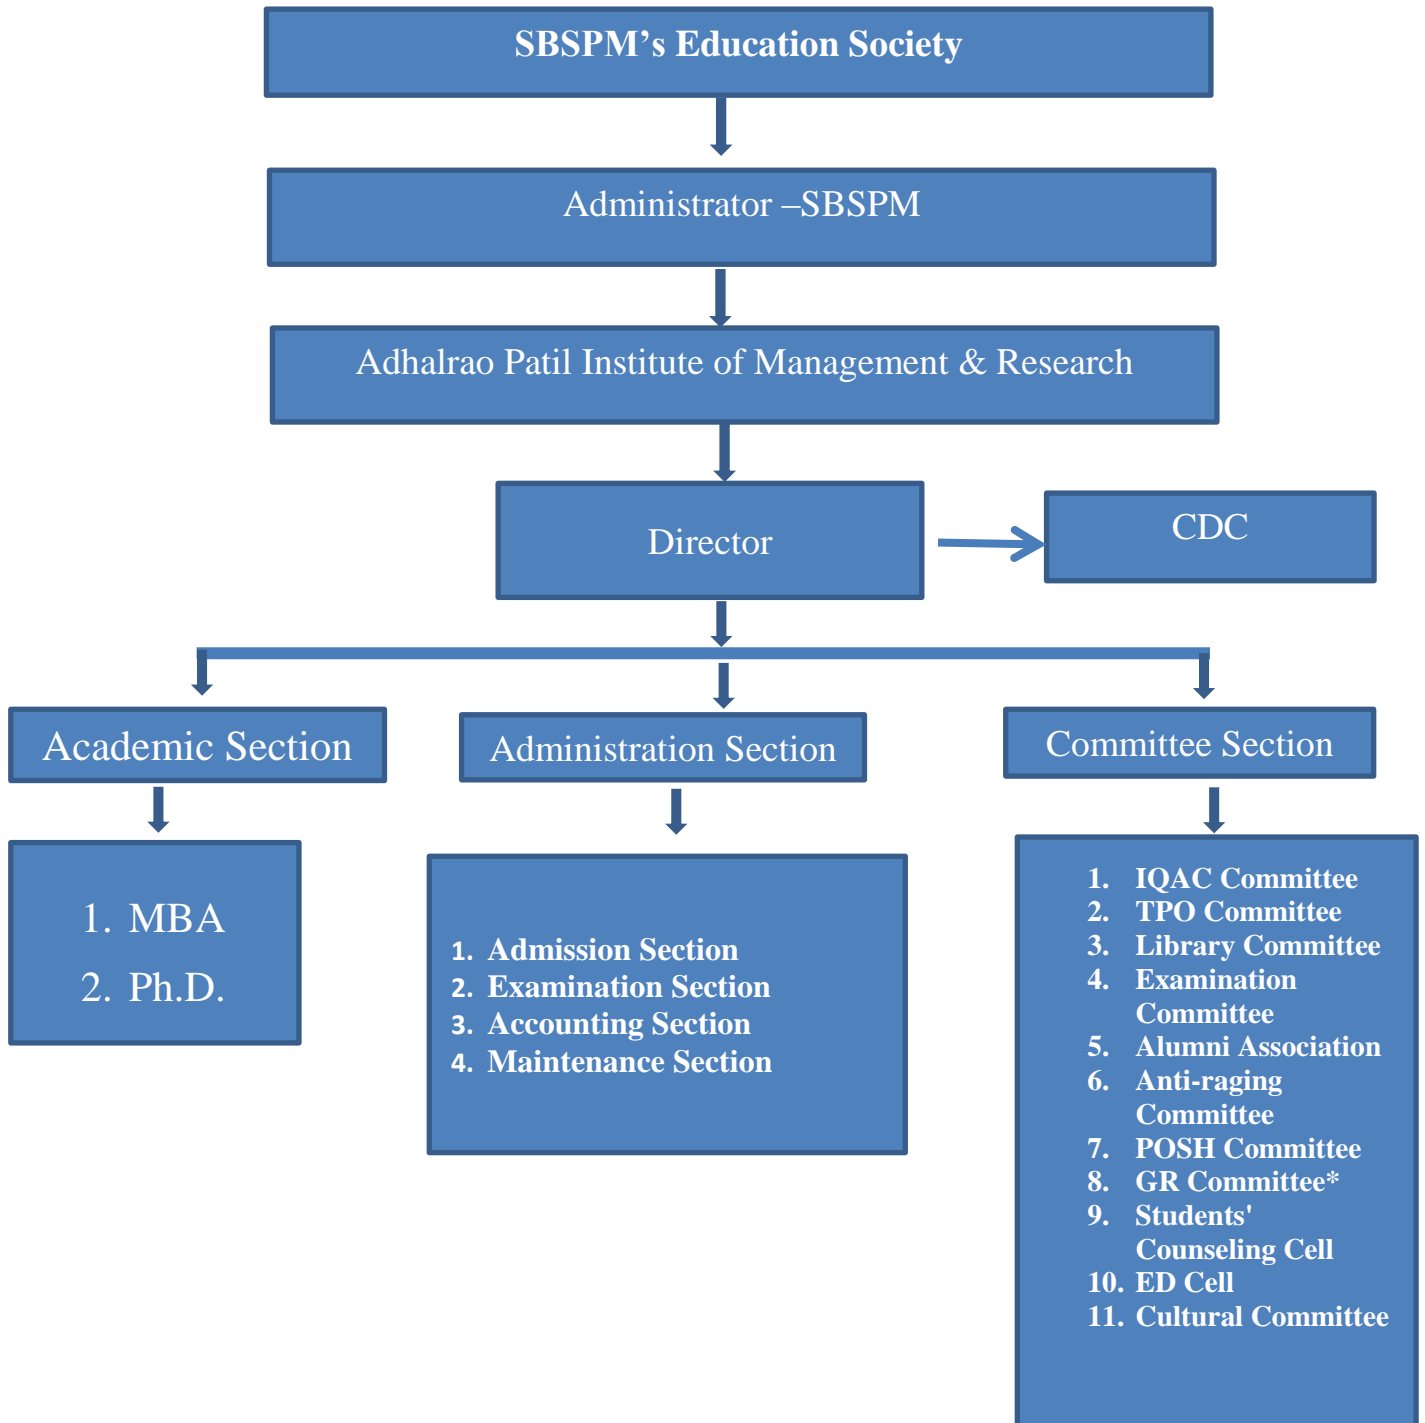 SBSPM’s Education Society
Administrator –SBSPM
Adhalrao Patil Institute of Management & Research
Director
CDC
Academic Section
Administration Section
Committee Section
1. MBA
2. Ph.D.
1. Admission Section
2. Examination Section
3. Accounting Section
4. Maintenance Section
1. IQAC Committee
2. TPO Committee
3. Library Committee
4. Examination
Committee
5. Alumni Association
6. Anti-raging
Committee
7. POSH Committee
8. GR Committee*
9. Students'
Counseling Cell
10. ED Cell
11. Cultural Committee